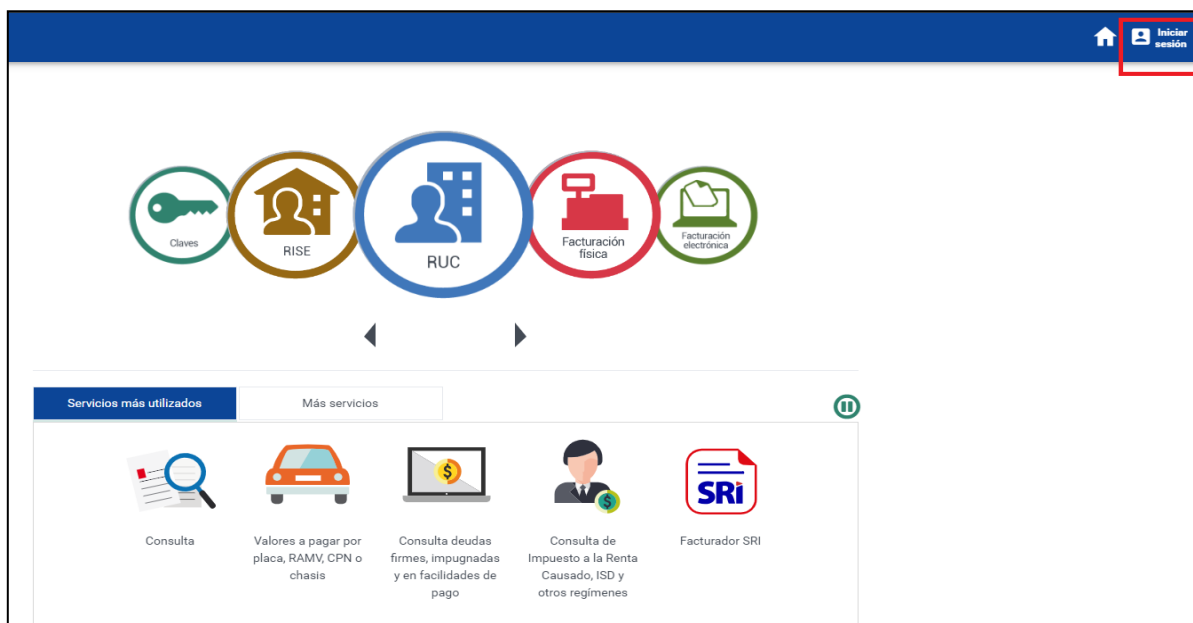 Iniciar
sesión
Claves
RISE
RUC
Facturación
física
Facturación
electrónica
Servicios más utilizados
Más servicios
SRi
Consulta
Valores a pagar por
placa, RAMV, CPN o
chasis
Consulta deudas
firmes, impugnadas
y en facilidades de
pago
Consulta de
Impuesto a la Renta
Causado, ISD y
otros regímenes
Facturador SRI